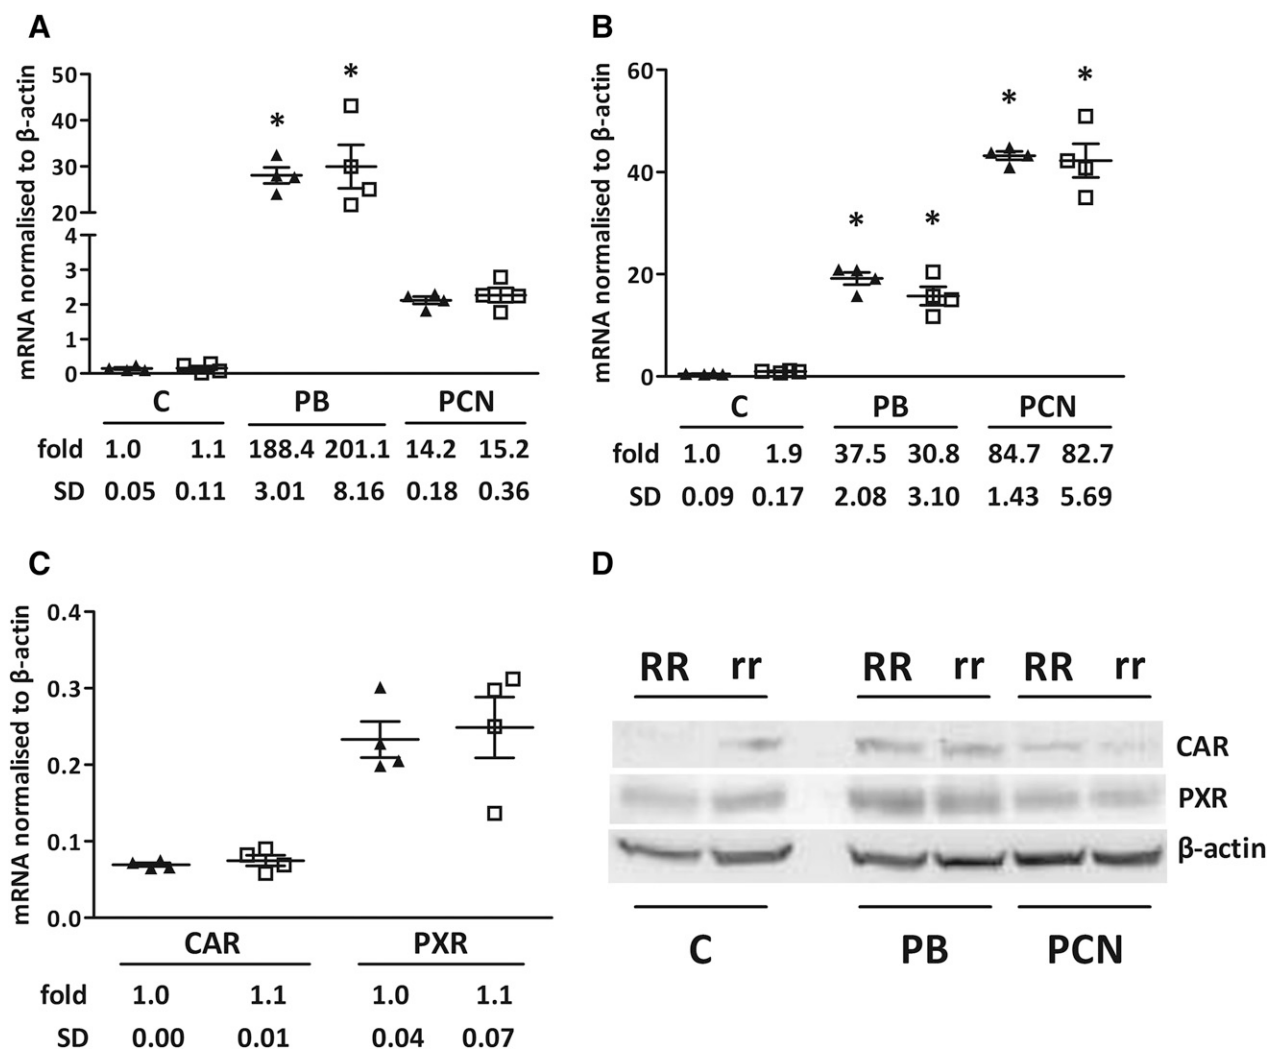 A
mRNA normalised to β-actin
50
40
30
20
4
3
2
1
0
*
*
C PB PCN
fold 1.0 1.1 188.4 201.1 14.2 15.2
SD 0.05 0.11 3.01 8.16 0.18 0.36
B
mRNA normalised to β-actin
60
40
20
0
*
*
*
*
C PB PCN
fold 1.0 1.9 37.5 30.8 84.7 82.7
SD 0.09 0.17 2.08 3.10 1.43 5.69
C
mRNA normalised to β-actin
0.4
0.3
0.2
0.1
0.0
CAR PXR
fold 1.0 1.1 1.0 1.1
SD 0.00 0.01 0.04 0.07
D
RR rr RR rr RR rr
CAR
PXR
β-actin
C PB PCN